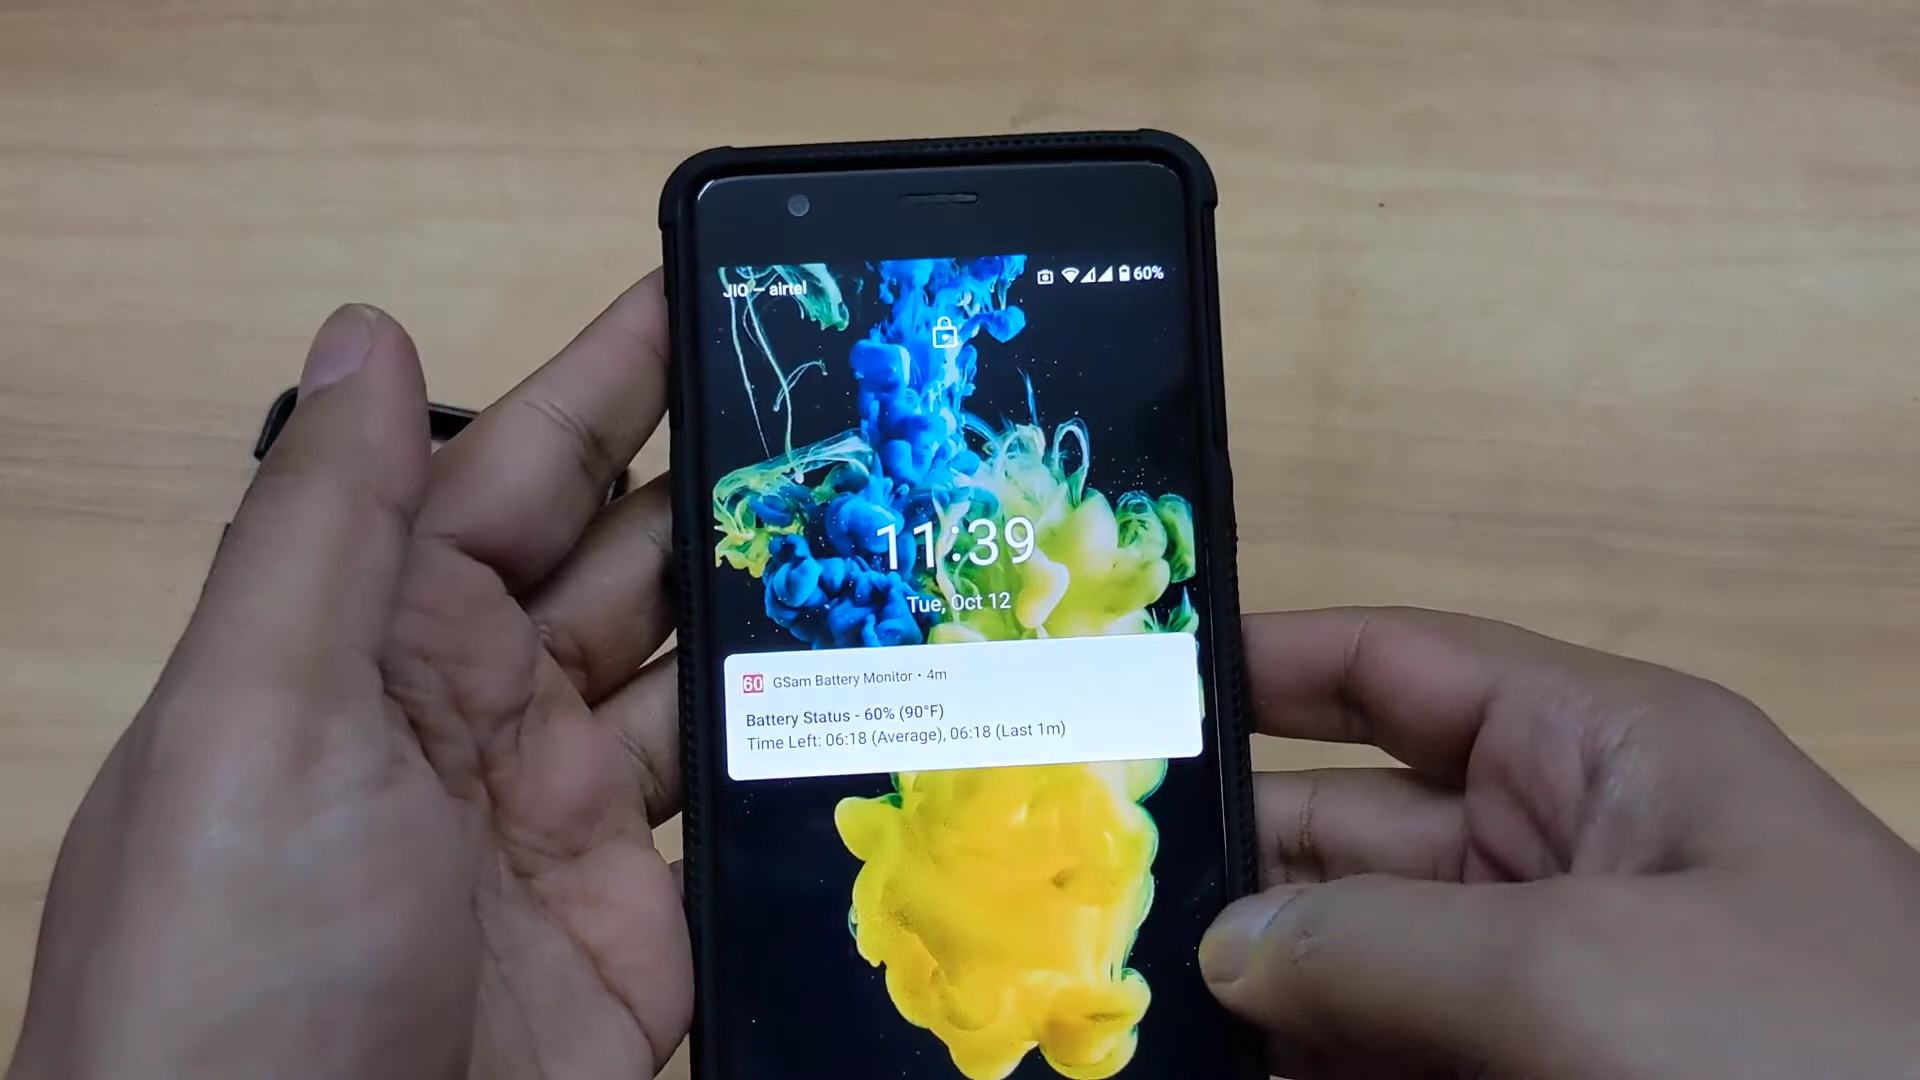 JIO — airtel 60%
11:39
Tue, Oct 12
60 GSam Battery Monitor • 4m
Battery Status - 60% (90°F)
Time Left: 06:18 (Average), 06:18 (Last 1m)